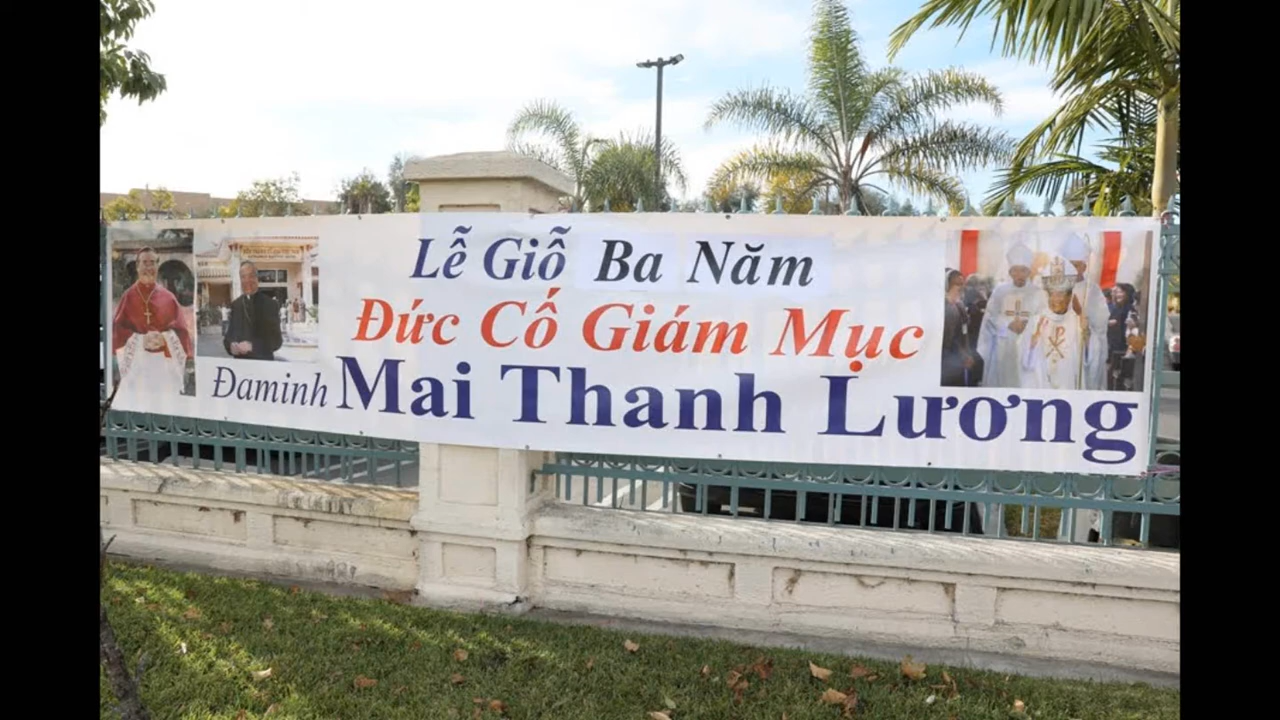 Lễ Giỗ Ba Năm
Đức Cố Giám Mục
Đaminh Mai Thanh Lương